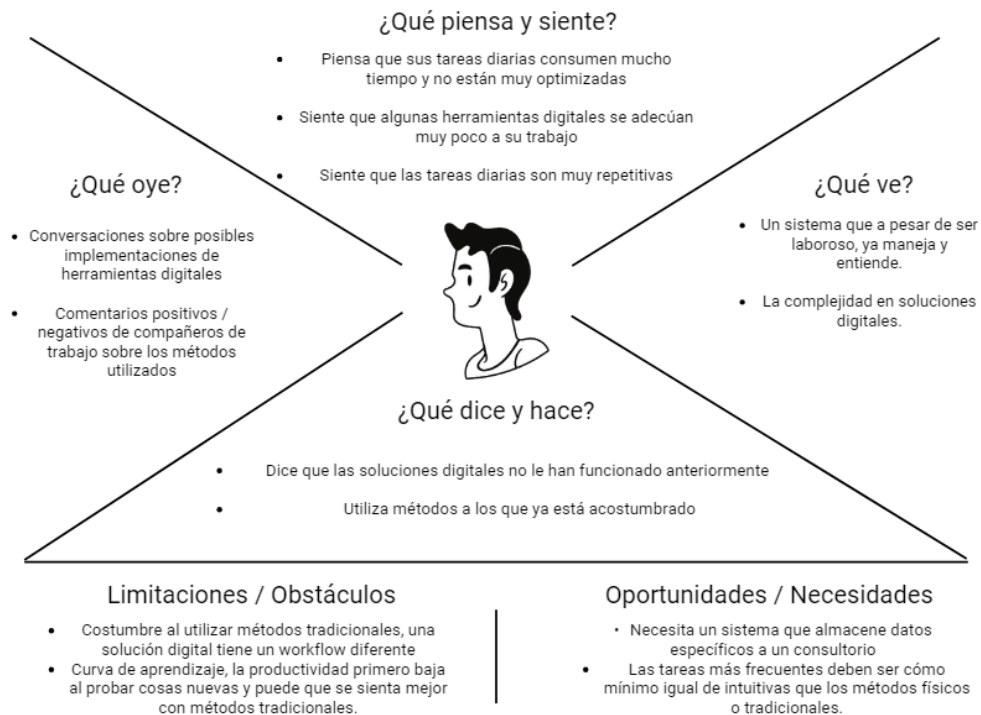 ¿Qué piensa y siente?
• Piensa que sus tareas diarias consumen mucho
tiempo y no están muy optimizadas
• Siente que algunas herramientas digitales se adecúan
muy poco a su trabajo
• Siente que las tareas diarias son muy repetitivas
¿Qué oye?
• Conversaciones sobre posibles
implementaciones de
herramientas digitales
• Comentarios positivos /
negativos de compañeros de
trabajo sobre los métodos
utilizados
¿Qué ve?
• Un sistema que a pesar de ser
laboroso, ya maneja y
entiende.
• La complejidad en soluciones
digitales.
¿Qué dice y hace?
• Dice que las soluciones digitales no le han funcionado anteriormente
• Utiliza métodos a los que ya está acostumbrado
Limitaciones / Obstáculos
• Costumbre al utilizar métodos tradicionales, una
solución digital tiene un workflow diferente
• Curva de aprendizaje, la productividad primero baja
al probar cosas nuevas y puede que se sienta mejor
con métodos tradicionales.
Oportunidades / Necesidades
• Necesita un sistema que almacene datos
específicos a un consultorio
• Las tareas más frecuentes deben ser cómo
mínimo igual de intuitivas que los métodos físicos
o tradicionales.